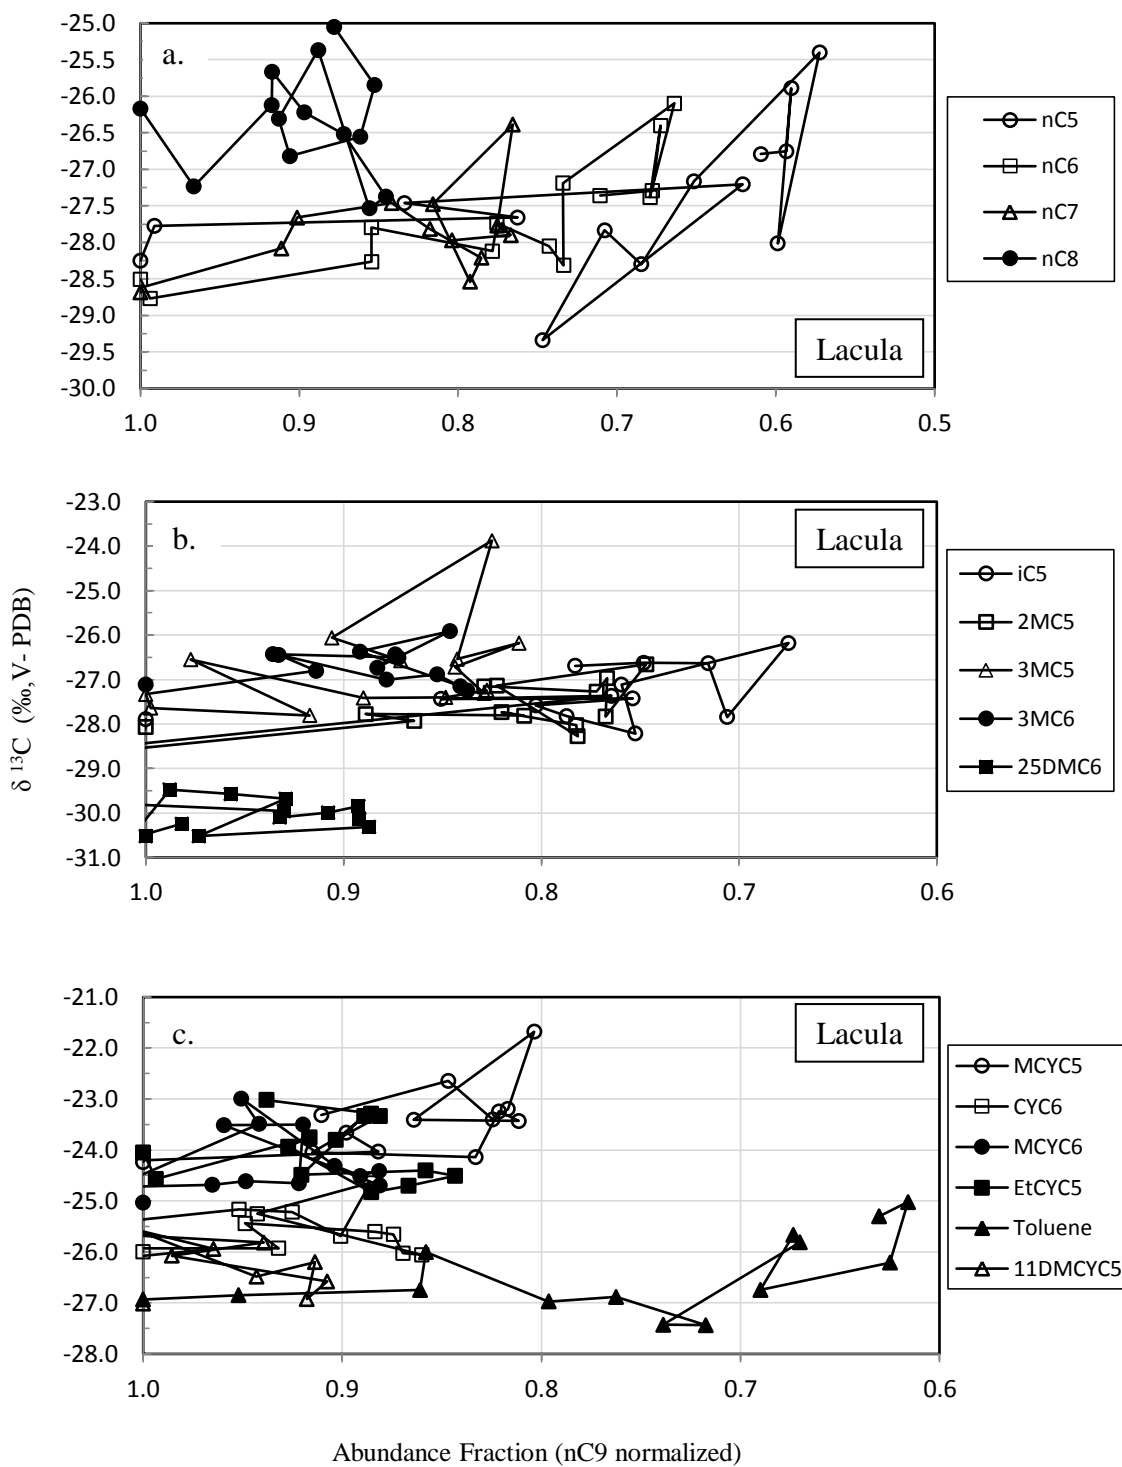 -25.0
-25.5
-26.0
-26.5
-27.0
-27.5
-28.0
-28.5
-29.0
-29.5
-30.0
a.
Lacula
1.0 0.9 0.8 0.7 0.6 0.5
nC5
nC6
nC7
nC8
δ ¹³C (‰, V- PDB)
-23.0
-24.0
-25.0
-26.0
-27.0
-28.0
-29.0
-30.0
-31.0
b.
Lacula
1.0 0.9 0.8 0.7 0.6
iC5
2MC5
3MC5
3MC6
25DMC6
-21.0
-22.0
-23.0
-24.0
-25.0
-26.0
-27.0
-28.0
c.
Lacula
1.0 0.9 0.8 0.7 0.6
MCYC5
CYC6
MCYC6
EtCYC5
Toluene
11DMCYC5
Abundance Fraction (nC9 normalized)